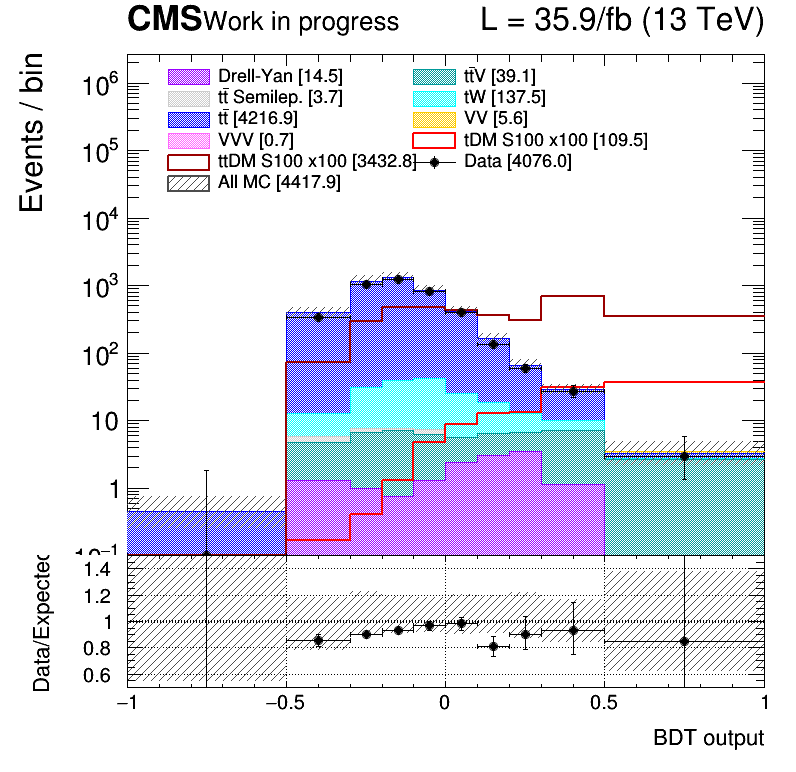 CMS Work in progress L = 35.9/fb (13 TeV)
Events / bin
Drell-Yan [14.5] tt̄V [39.1]
tt̄ Semilep. [3.7] tW [137.5]
tt̄ [4216.9] VV [5.6]
VVV [0.7] tDM S100 x100 [109.5]
ttDM S100 x100 [3432.8] Data [4076.0]
All MC [4417.9]
10⁶
10⁵
10⁴
10³
10²
10
1
10⁻¹
Data/Expected
1.4
1.2
1
0.8
0.6
−1 −0.5 0 0.5 1
BDT output